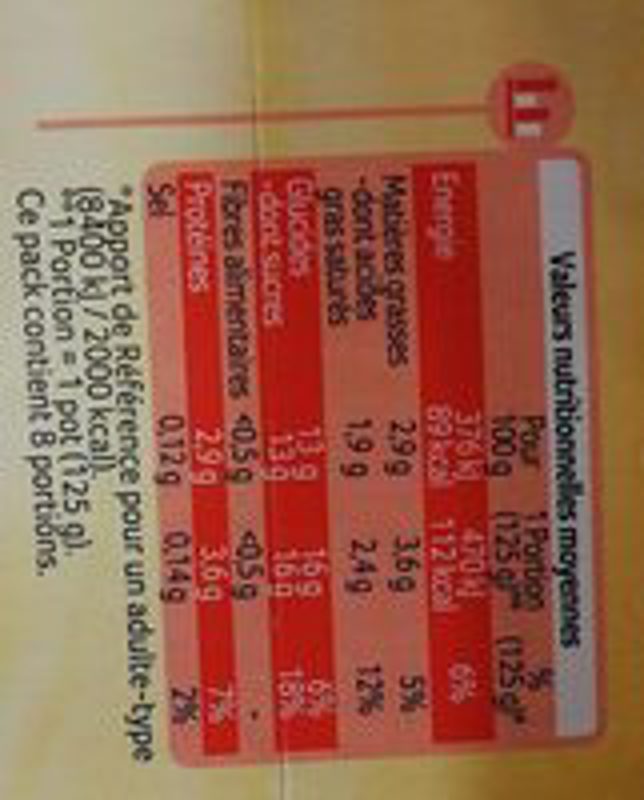 Valeurs nutritionnelles moyennes
Pour 1 Portion %
100g (125 g)** (125g)**
Energie 376 kJ 470 kJ 6%
89 kcal 112 kcal
Matières grasses 2,9 g 3,6 g 5%
-dont acides 1,9 g 2,4 g 12%
gras saturés
Glucides 13 g 16 g 6%
-dont sucres 13 g 16 g 18%
Fibres alimentaires <0,5 g <0,5 g -
Protéines 2,9 g 3,6 g 7%
Sel 0,12 g 0,14 g 2%
*Apport de Référence pour un adulte-type
(8400 kJ / 2000 kcal).
** 1 Portion = 1 pot (125 g).
Ce pack contient 8 portions.